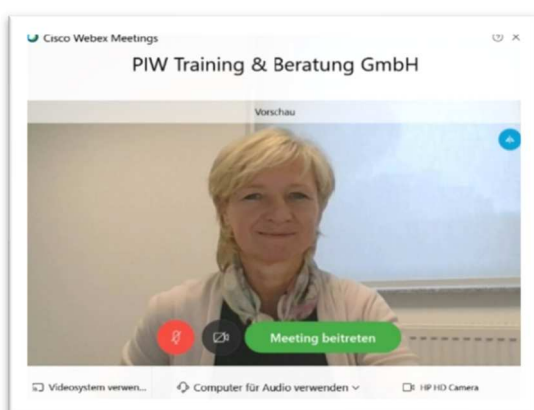 Cisco Webex Meetings
PIW Training & Beratung GmbH
Vorschau
Meeting beitreten
Videosystem verwen...
Computer für Audio verwenden
HP HD Camera